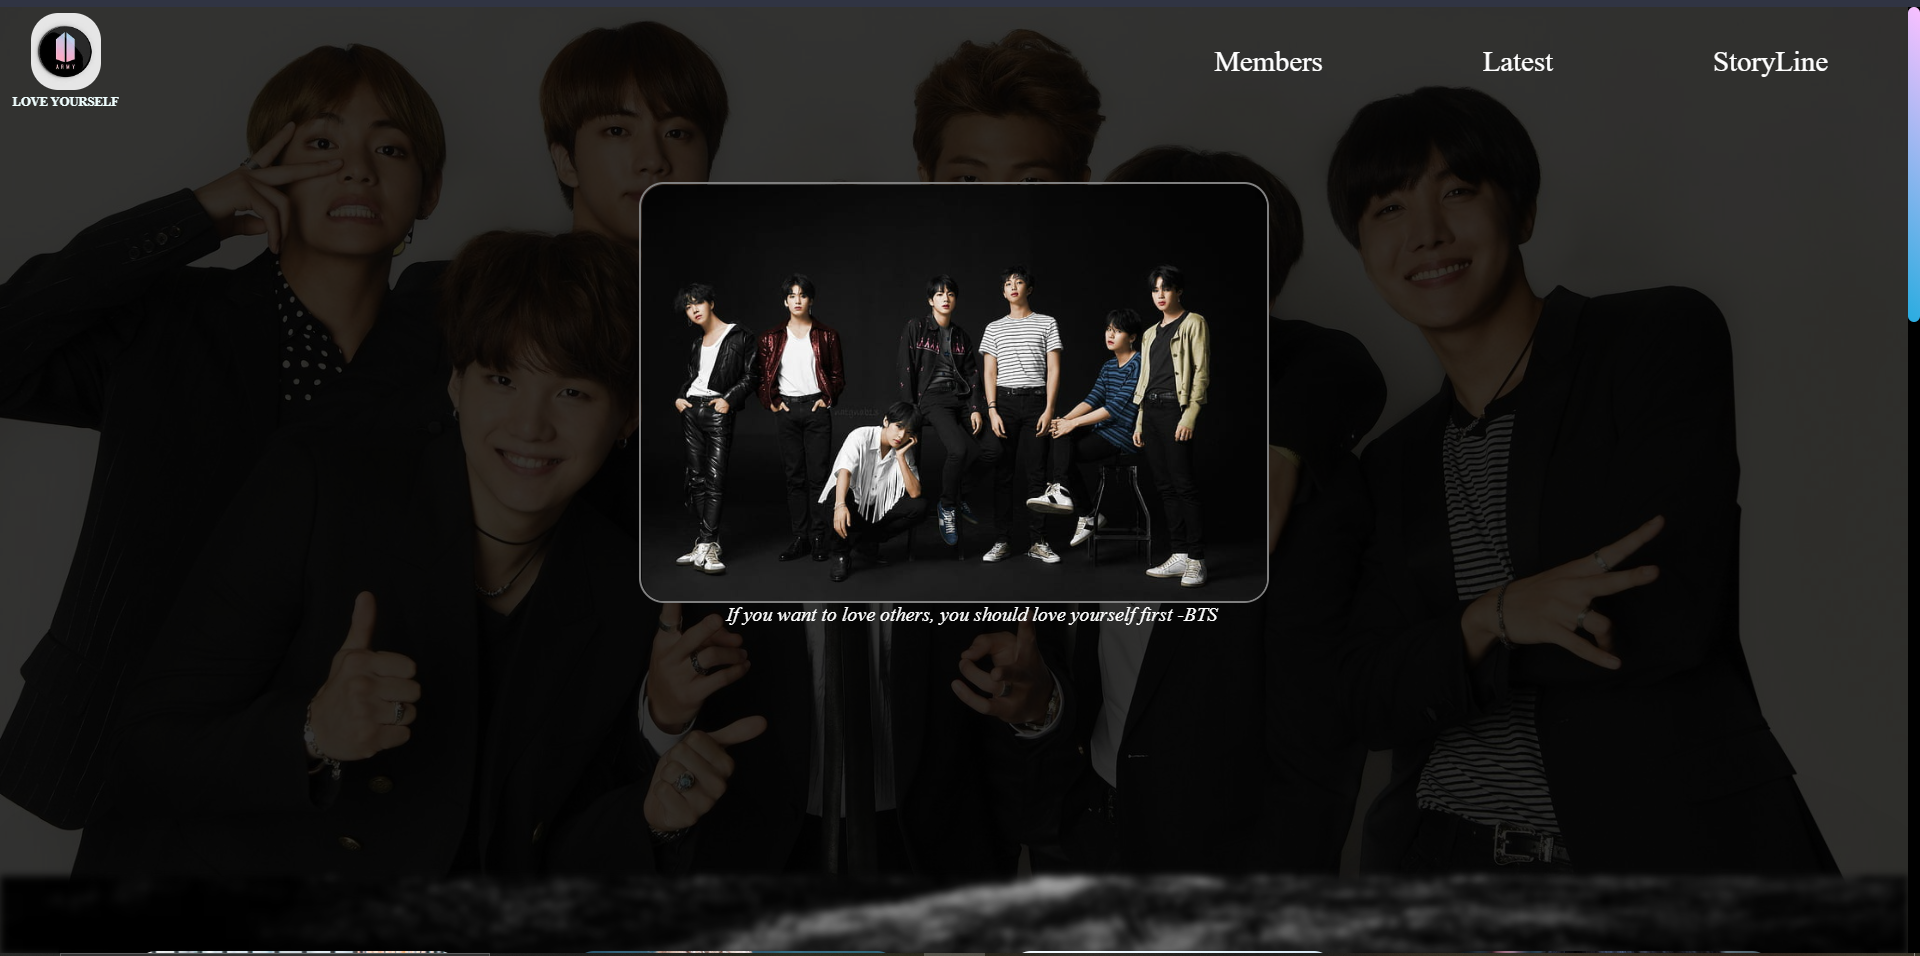 ARMY
LOVE YOURSELF
Members
Latest
StoryLine
If you want to love others, you should love yourself first -BTS